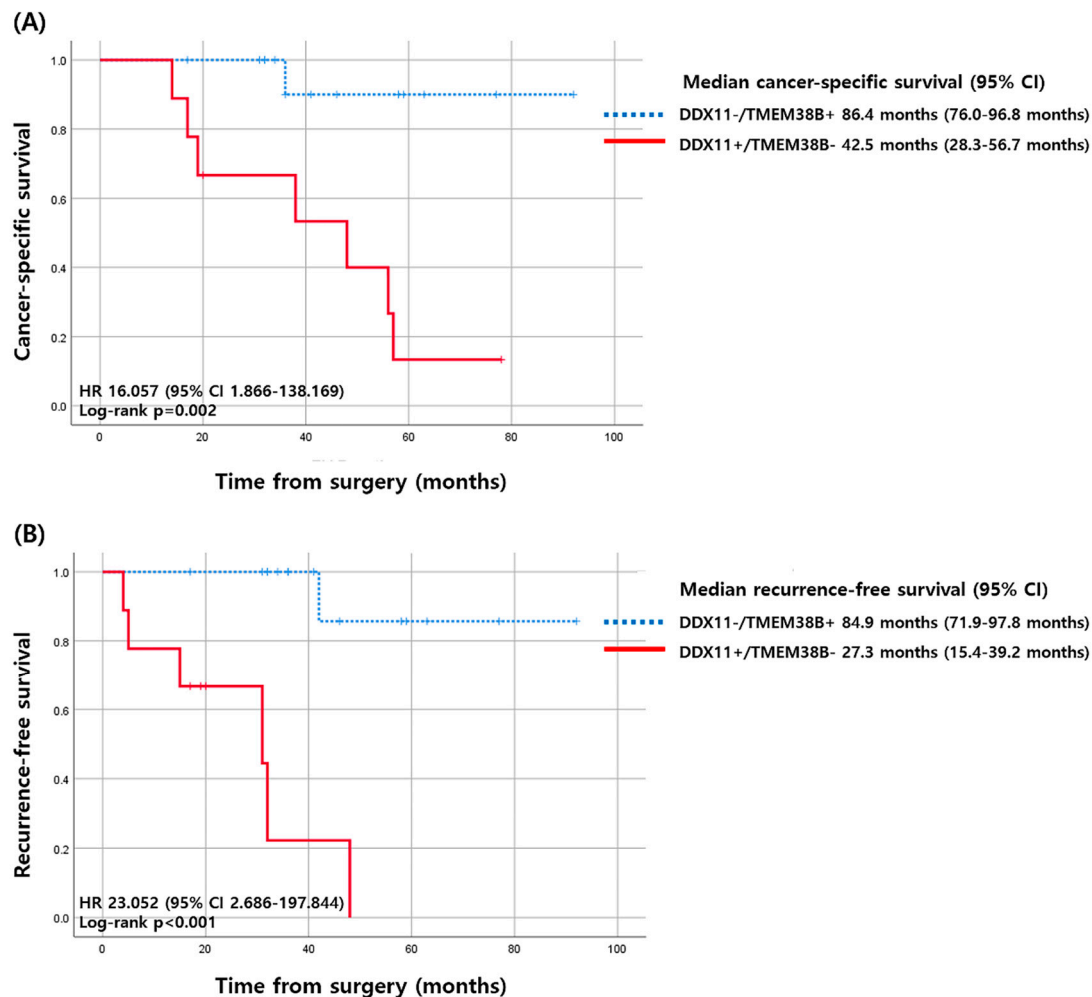 (A)
Median cancer-specific survival (95% CI)
DDX11-/TMEM38B+ 86.4 months (76.0-96.8 months)
DDX11+/TMEM38B- 42.5 months (28.3-56.7 months)
Cancer-specific survival
1.0
0.8
0.6
0.4
0.2
0.0
HR 16.057 (95% CI 1.866-138.169)
Log-rank p=0.002
0 20 40 60 80 100
Time from surgery (months)
(B)
Median recurrence-free survival (95% CI)
DDX11-/TMEM38B+ 84.9 months (71.9-97.8 months)
DDX11+/TMEM38B- 27.3 months (15.4-39.2 months)
Recurrence-free survival
1.0
0.8
0.6
0.4
0.2
0.0
HR 23.052 (95% CI 2.686-197.844)
Log-rank p<0.001
0 20 40 60 80 100
Time from surgery (months)